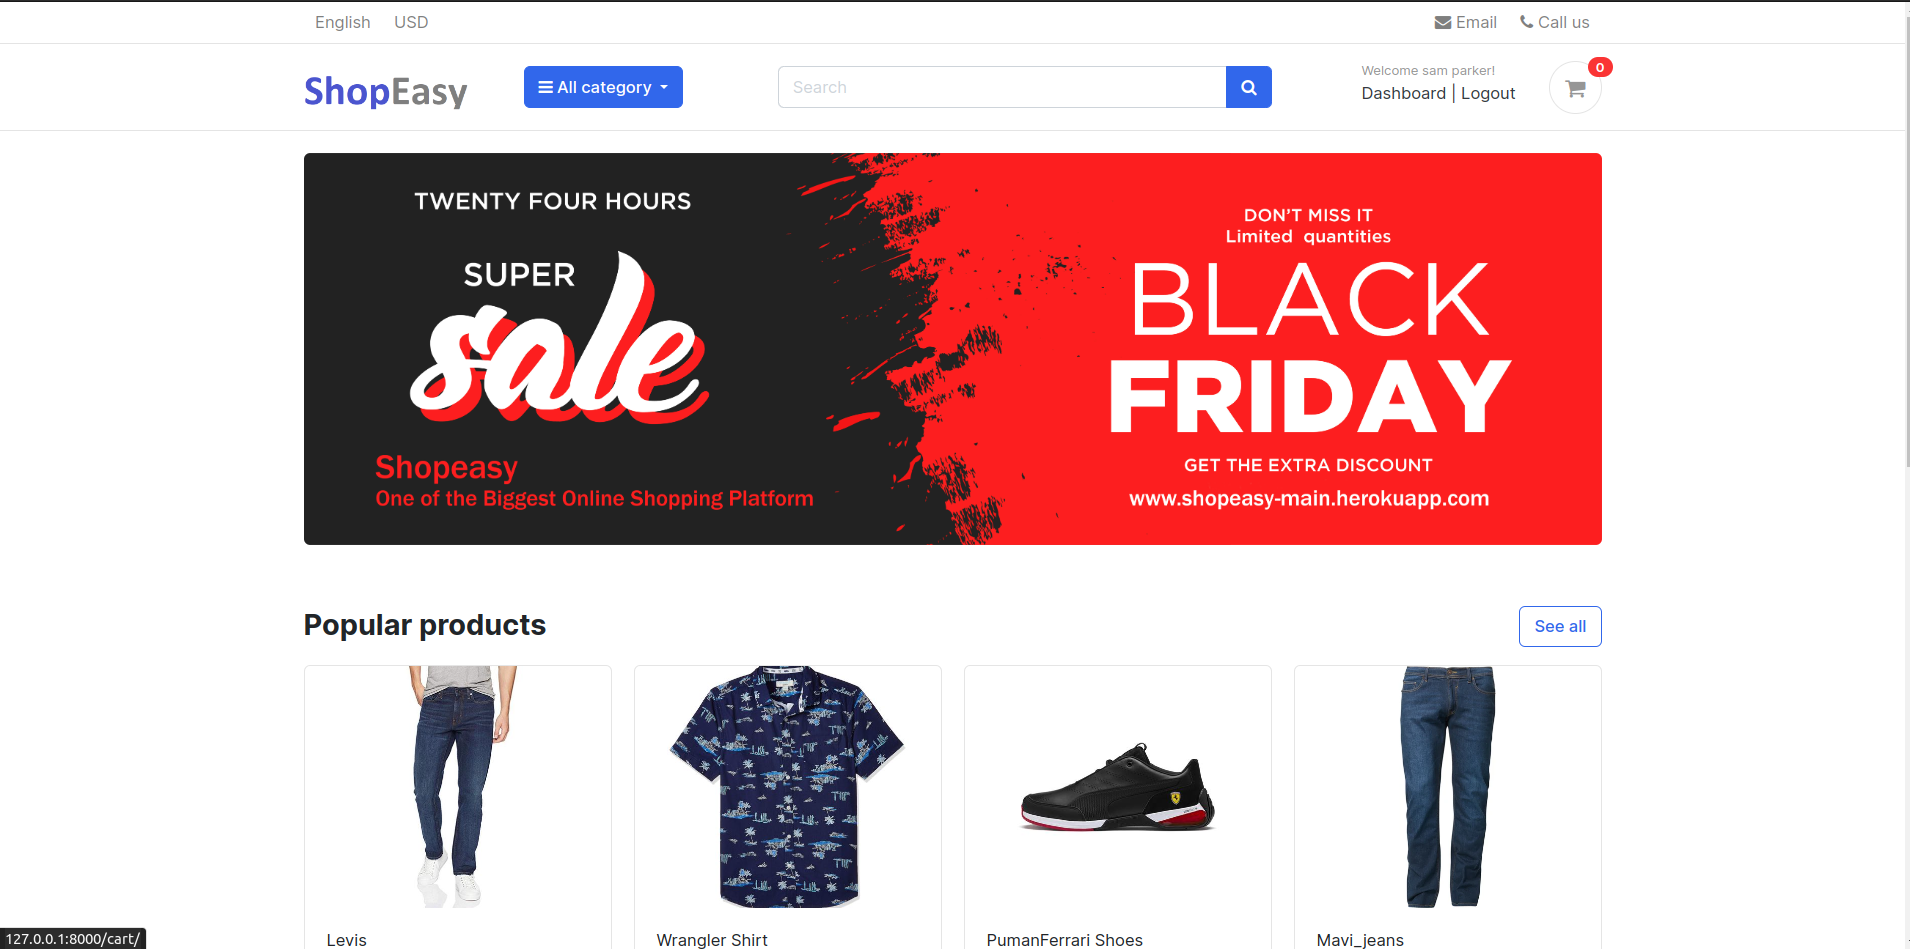 English USD Email Call us
ShopEasy All category Search Welcome sam parker! 0
Dashboard | Logout
TWENTY FOUR HOURS
SUPER
sale
Shopeasy
One of the Biggest Online Shopping Platform
DON'T MISS IT
Limited quantities
BLACK
FRIDAY
GET THE EXTRA DISCOUNT
www.shopeasy-main.herokuapp.com
Popular products See all
Levis Wrangler Shirt PumanFerrari Shoes Mavi_jeans
127.0.0.1:8000/cart/